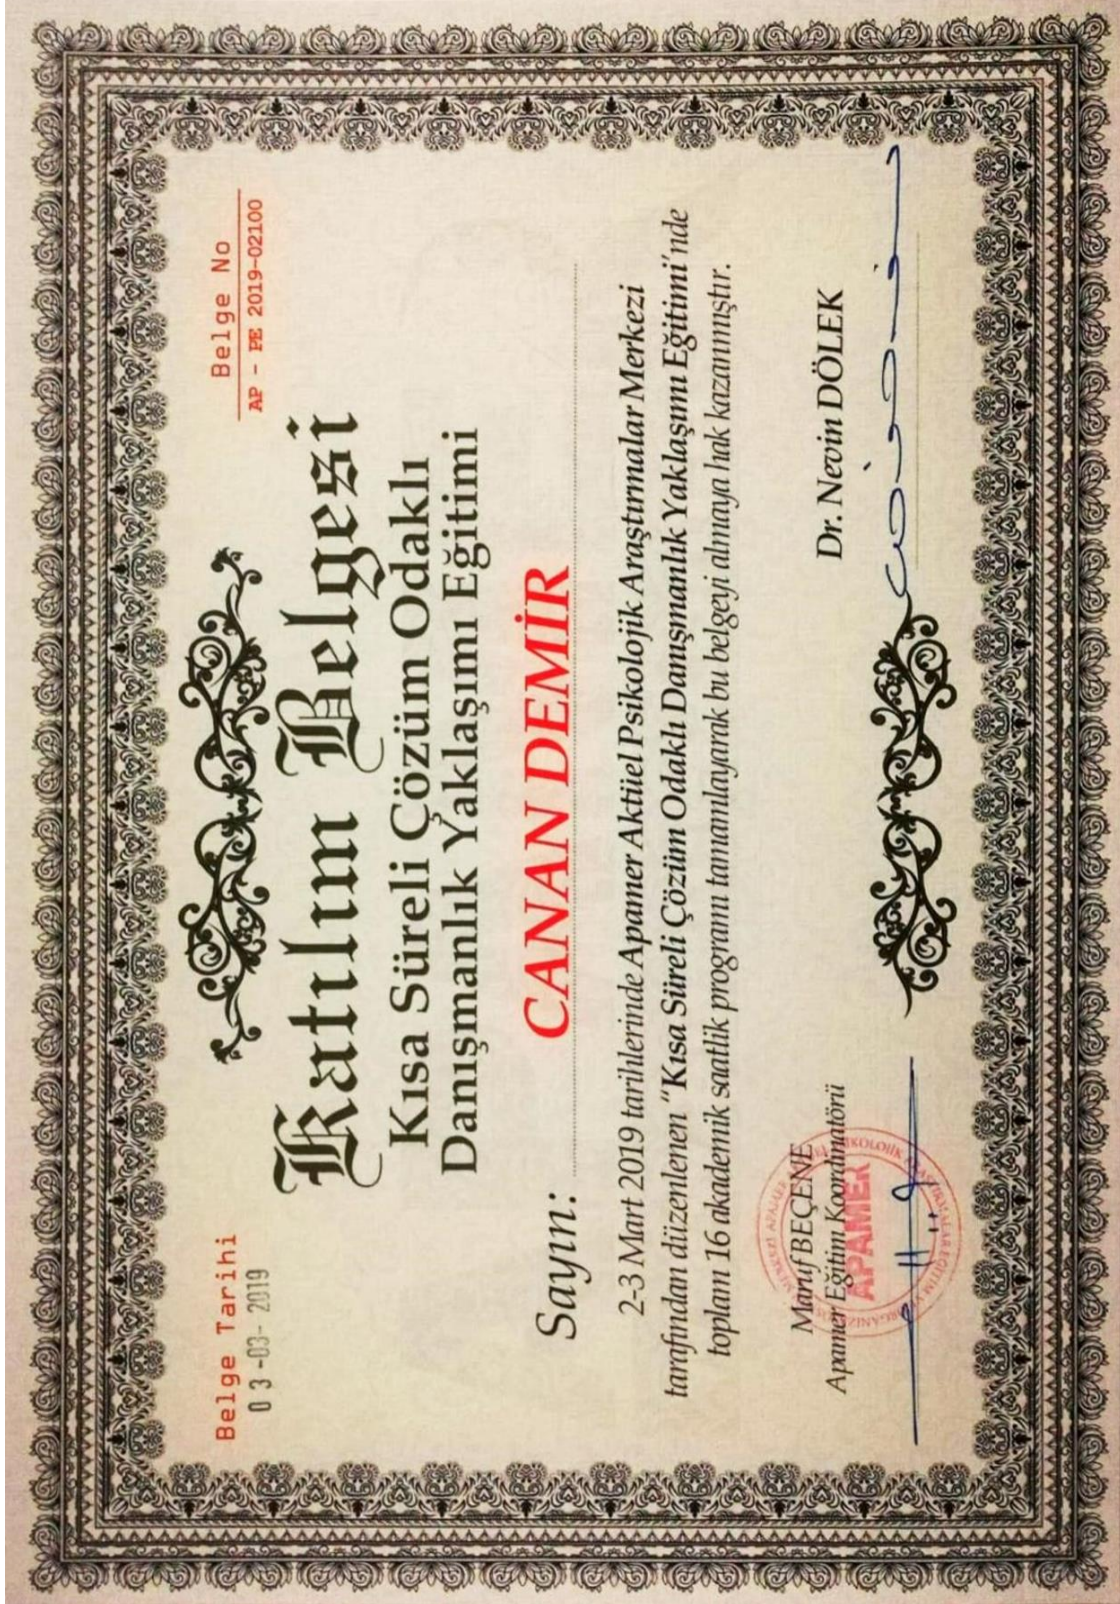 Belge Tarihi
03-03-2019
Belge No
AP - PE 2019-02100
Katılım Belgesi
Kısa Süreli Çözüm Odaklı
Danışmanlık Yaklaşımı Eğitimi
Sayın:
CANAN DEMİR
2-3 Mart 2019 tarihlerinde Apamer Aktüel Psikolojik Araştırmalar Merkezi
tarafından düzenlenen "Kısa Süreli Çözüm Odaklı Danışmanlık Yaklaşımı Eğitimi"nde
toplam 16 akademik saatlik programı tamamlayarak bu belgeyi almaya hak kazanmıştır.
Maruf BEÇENE
Apamer Eğitim Koordinatörü
APAMER
Dr. Nevin DÖLEK